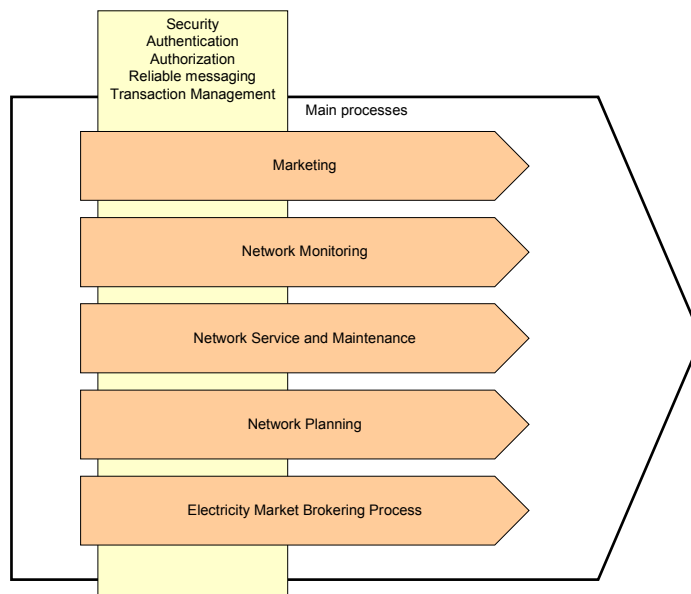 Security
Authentication
Authorization
Reliable messaging
Transaction Management
Main processes
Marketing
Network Monitoring
Network Service and Maintenance
Network Planning
Electricity Market Brokering Process